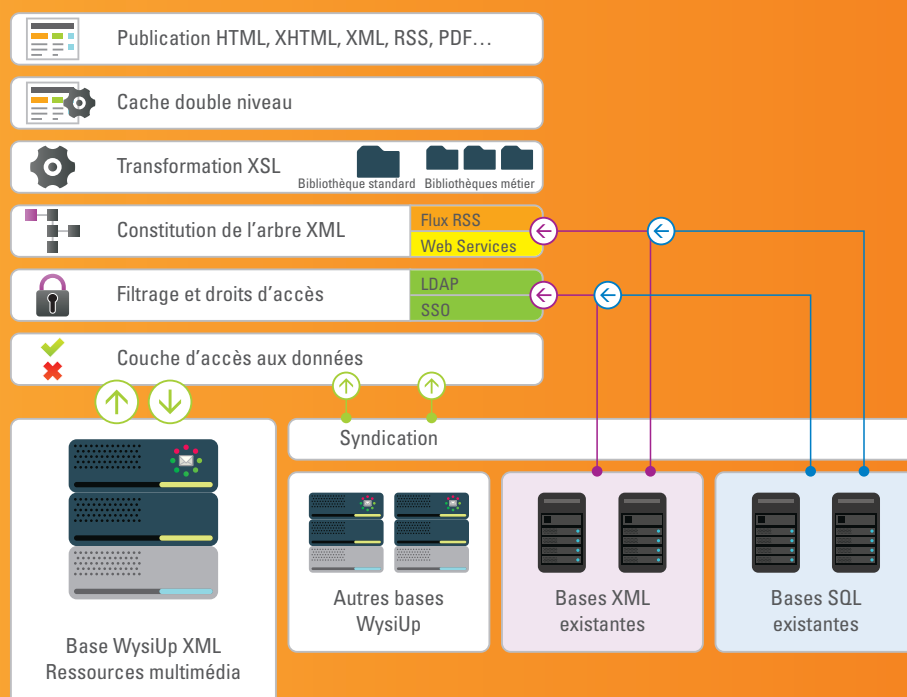 Publication HTML, XHTML, XML, RSS, PDF…
Cache double niveau
Transformation XSL
Bibliothèque standard
Bibliothèques métier
Constitution de l’arbre XML
Flux RSS
Web Services
Filtrage et droits d’accès
LDAP
SSO
Couche d’accès aux données
Syndication
Base WysiUp XML
Ressources multimédia
Autres bases
WysiUp
Bases XML
existantes
Bases SQL
existantes